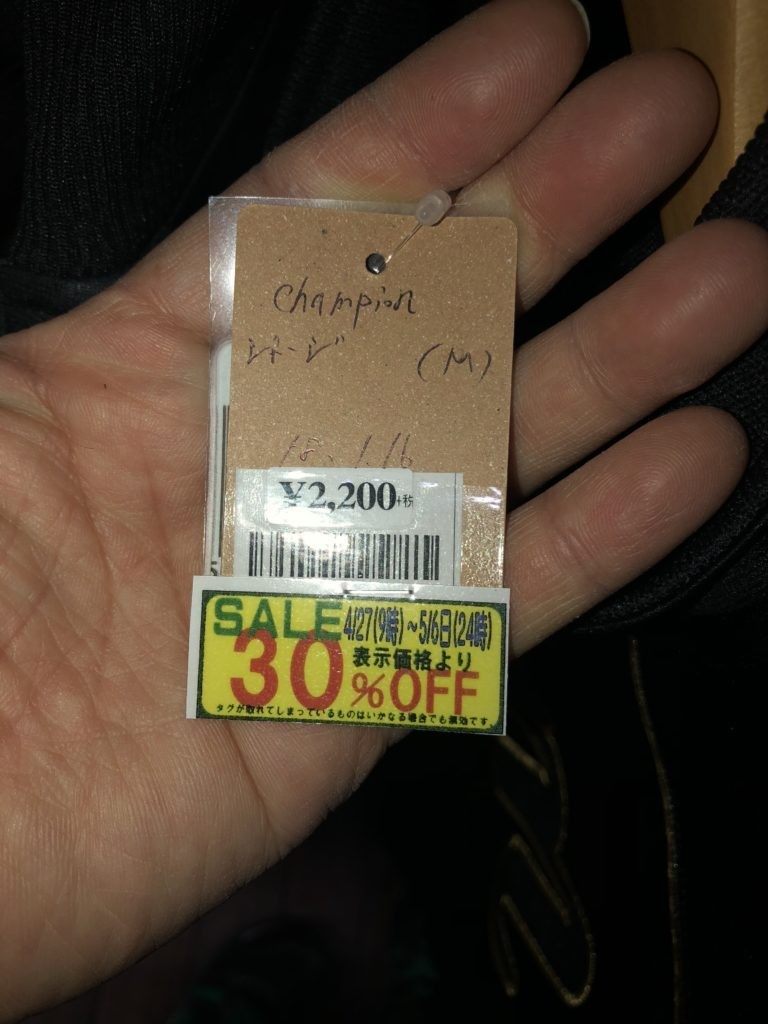 Champion
ジャージ (M)
15. 1.16
¥2,200+税
5
SALE 4/27(9時)~5/6日(24時)
30%OFF 表示価格より
タグが取れてしまっているものはいかなる場合でも無効です